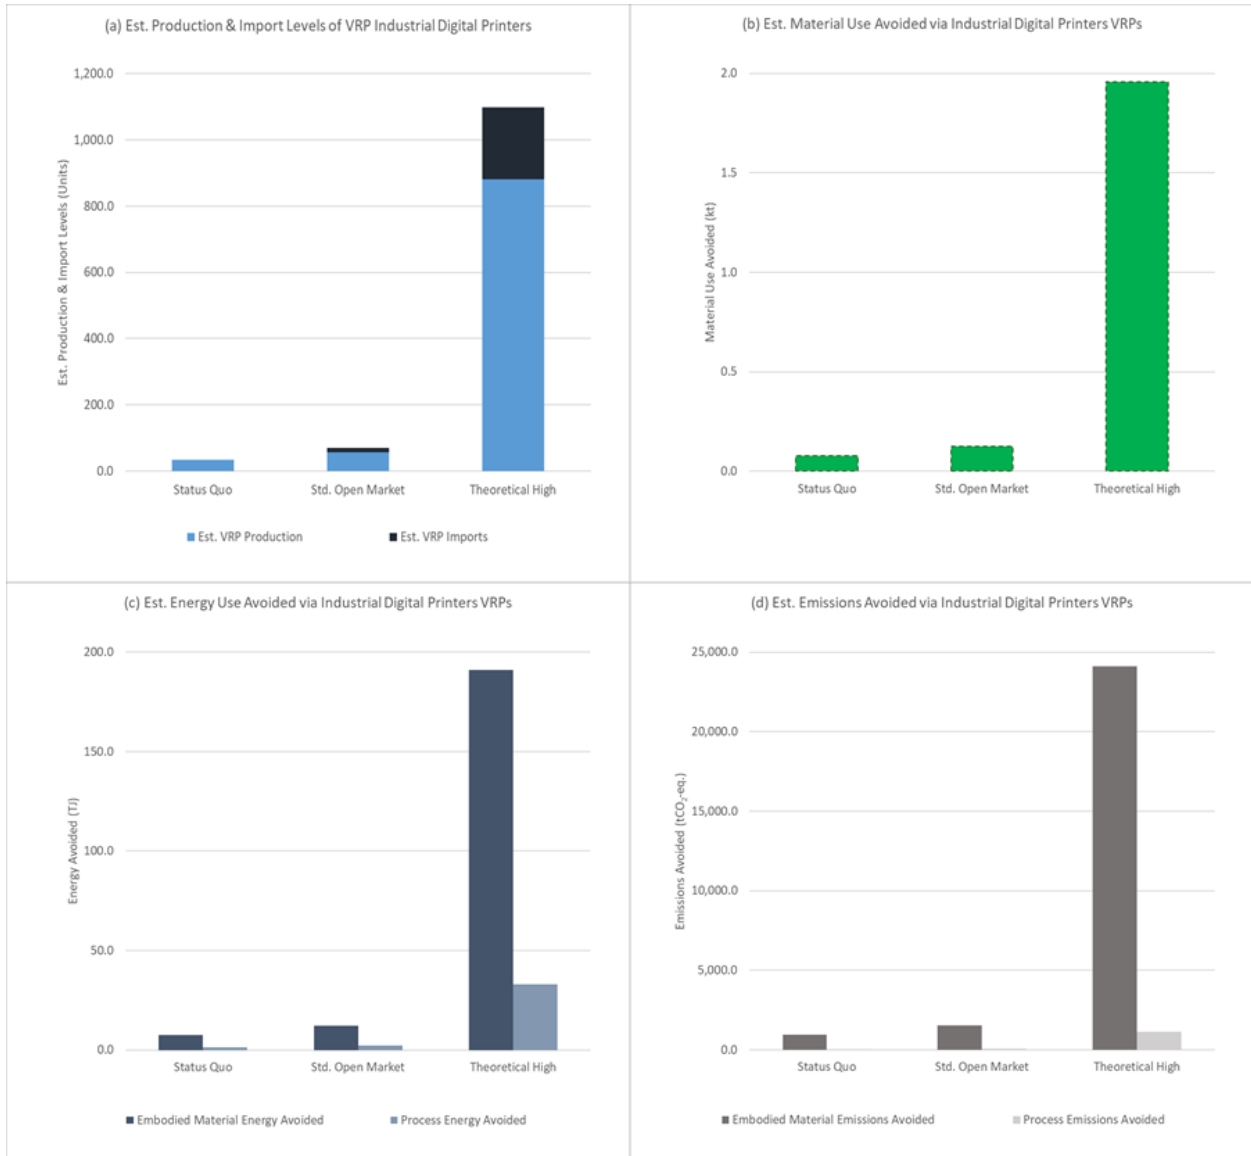 (a) Est. Production & Import Levels of VRP Industrial Digital Printers
1,200.0
1,000.0
800.0
600.0
400.0
200.0
0.0
Est. Production & Import Levels (Units)
Status Quo
Std. Open Market
Theoretical High
Est. VRP Production
Est. VRP Imports
(b) Est. Material Use Avoided via Industrial Digital Printers VRPs
2.0
1.5
1.0
0.5
0.0
Material Use Avoided (kt)
Status Quo
Std. Open Market
Theoretical High
(c) Est. Energy Use Avoided via Industrial Digital Printers VRPs
200.0
150.0
100.0
50.0
0.0
Energy Avoided (TJ)
Status Quo
Std. Open Market
Theoretical High
Embodied Material Energy Avoided
Process Energy Avoided
(d) Est. Emissions Avoided via Industrial Digital Printers VRPs
25,000.0
20,000.0
15,000.0
10,000.0
5,000.0
0.0
Emissions Avoided (tCO₂-eq.)
Status Quo
Std. Open Market
Theoretical High
Embodied Material Emissions Avoided
Process Emissions Avoided